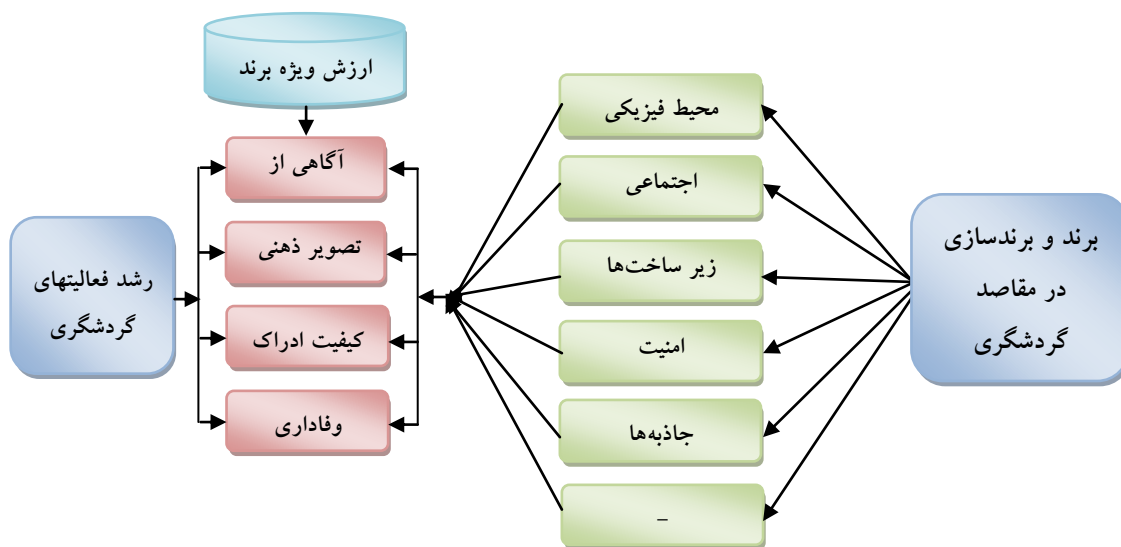 برند و برندسازی
در مقاصد
گردشگری
محیط فیزیکی
اجتماعی
زیر ساخت‌ها
امنیت
جاذبه‌ها
_
ارزش ویژه برند
آگاهی از
تصویر ذهنی
کیفیت ادراک
وفاداری
رشد فعالیتهای
گردشگری